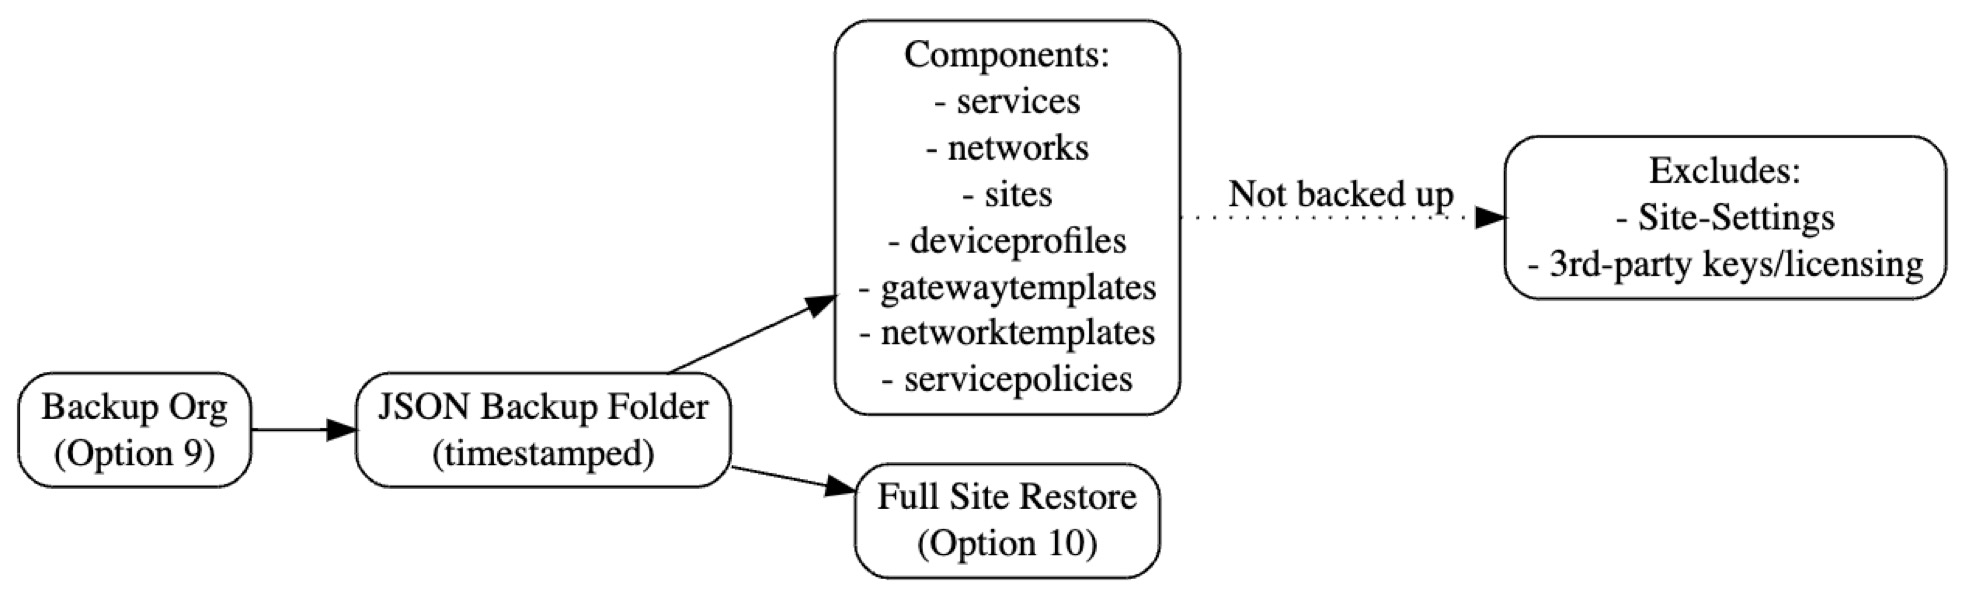 Backup Org
(Option 9)
JSON Backup Folder
(timestamped)
Components:
- services
- networks
- sites
- deviceprofiles
- gatewaytemplates
- networktemplates
- servicepolicies
Not backed up
Excludes:
- Site-Settings
- 3rd-party keys/licensing
Full Site Restore
(Option 10)